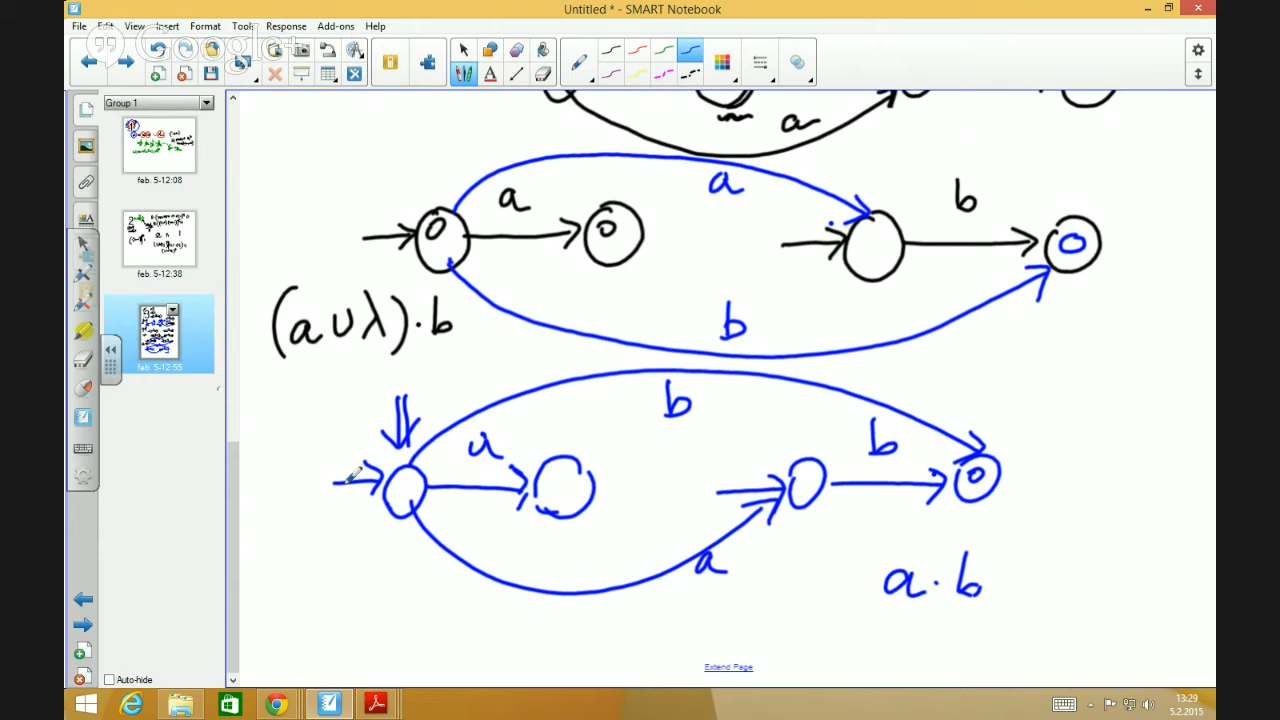 Untitled * - SMART Notebook
File Edit View Insert Format Tools Response Add-ons Help
Google+
Group 1
feb. 5-12:08
feb. 5-12:38
feb. 5-12:55
a
a
a
b
(a ∪ λ) · b
b
b
a
b
a
a · b
Extend Page
Auto-hide
13:29
5.2.2015